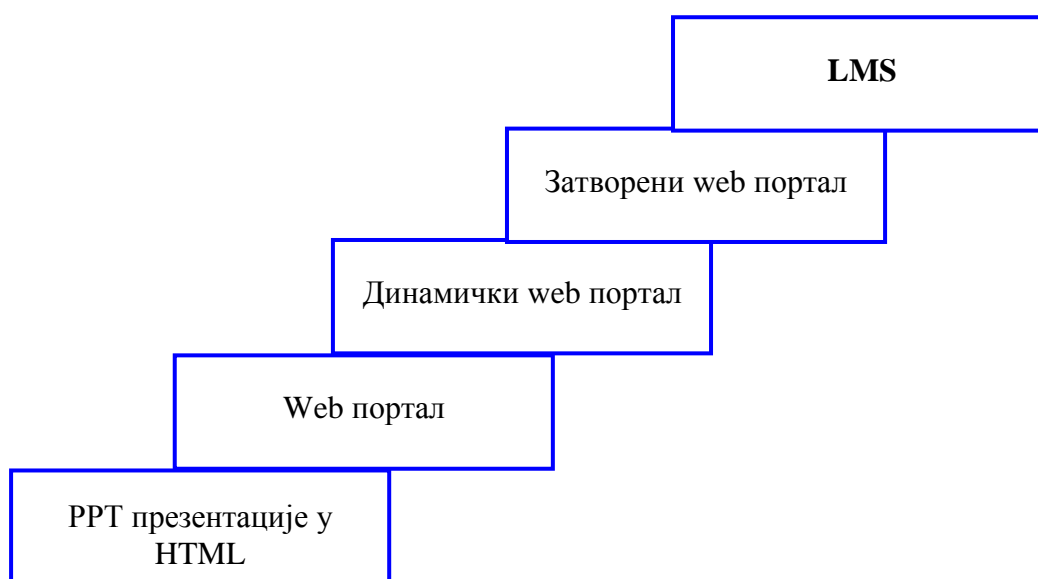 LMS
Затворени web портал
Динамички web портал
Web портал
PPT презентације у
HTML